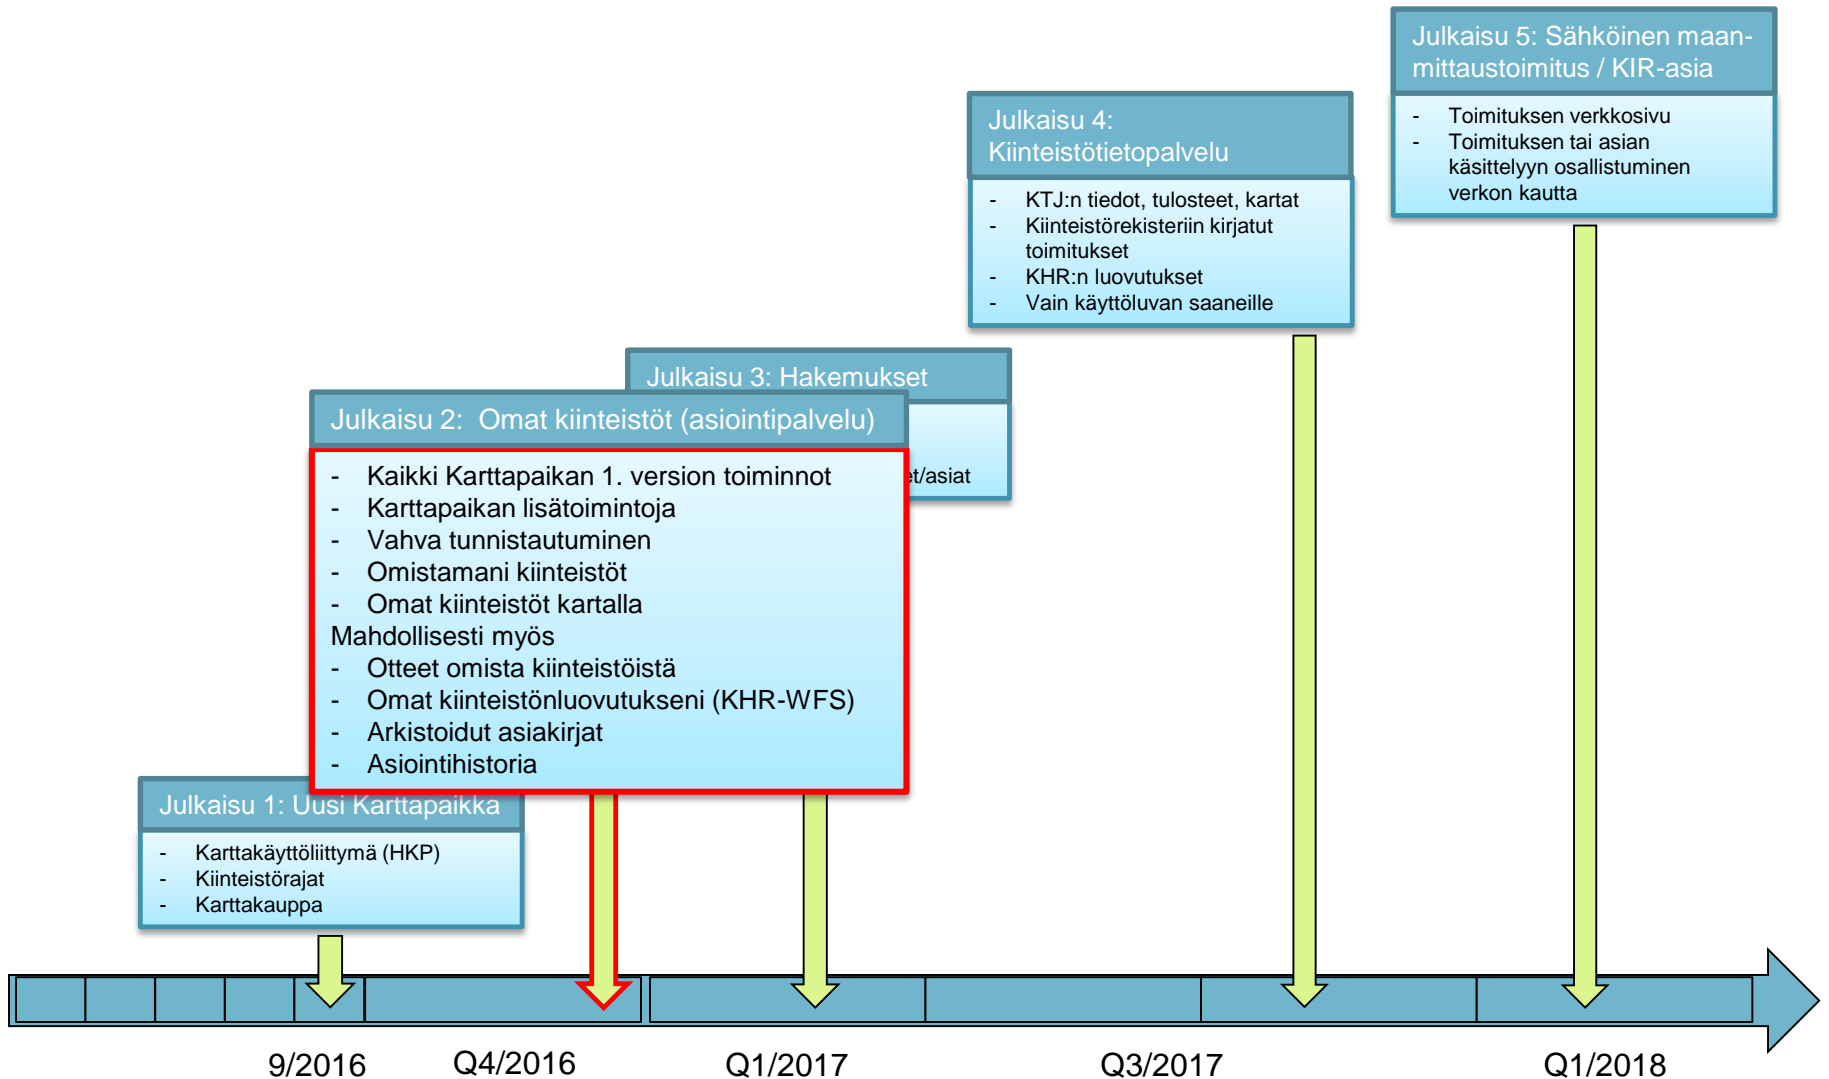 Julkaisu 5: Sähköinen maan-
mittaustoimitus / KIR-asia
- Toimituksen verkkosivu
- Toimituksen tai asian
käsittelyyn osallistuminen
verkon kautta
Julkaisu 4:
Kiinteistötietopalvelu
- KTJ:n tiedot, tulosteet, kartat
- Kiinteistörekisteriin kirjatut
toimitukset
- KHR:n luovutukset
- Vain käyttöluvan saaneille
Julkaisu 3: Hakemukset
et/asiat
Julkaisu 2: Omat kiinteistöt (asiointipalvelu)
- Kaikki Karttapaikan 1. version toiminnot
- Karttapaikan lisätoimintoja
- Vahva tunnistautuminen
- Omistamani kiinteistöt
- Omat kiinteistöt kartalla
Mahdollisesti myös
- Otteet omista kiinteistöistä
- Omat kiinteistönluovutukseni (KHR-WFS)
- Arkistoidut asiakirjat
- Asiointihistoria
Julkaisu 1: Uusi Karttapaikka
- Karttakäyttöliittymä (HKP)
- Kiinteistörajat
- Karttakauppa
9/2016
Q4/2016
Q1/2017
Q3/2017
Q1/2018